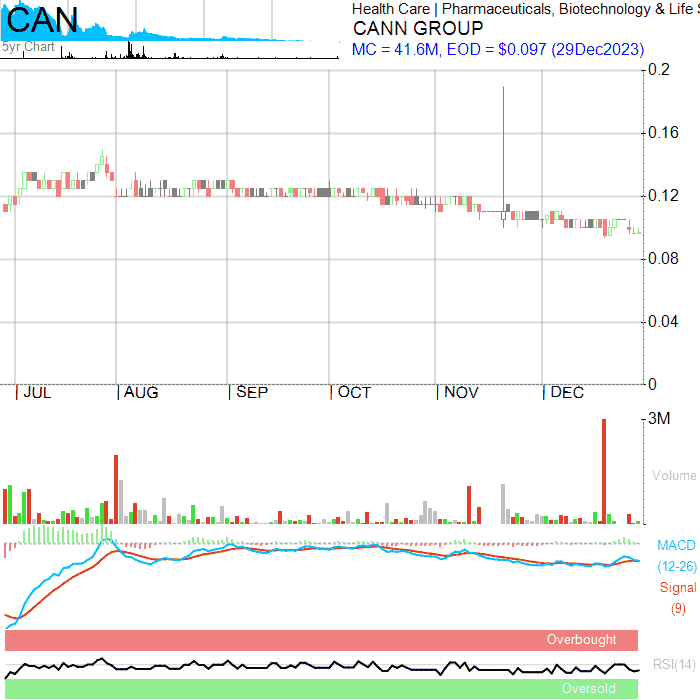 CAN
5yr Chart
Health Care | Pharmaceuticals, Biotechnology & Life
CANN GROUP
MC = 41.6M, EOD = $0.097 (29Dec2023)
0.2
0.16
0.12
0.08
0.04
0
| JUL | AUG | SEP | OCT | NOV | DEC
3M
Volume
MACD
(12-26)
Signal
(9)
Overbought
RSI(14)
Oversold